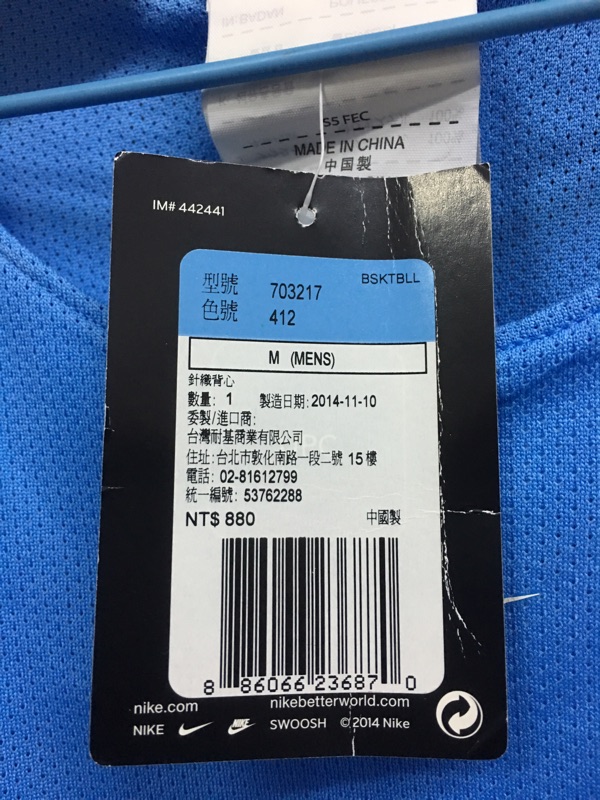 S5 FEC
MADE IN CHINA
中国製
IM# 442441
BSKTBLL
型號 703217
色號 412
M (MENS)
針織背心
數量: 1 製造日期: 2014-11-10
委製/進口商:
台灣耐基商業有限公司
住址: 台北市敦化南路一段二號 15 樓
電話: 02-81612799
統一編號: 53762288
NT$ 880 中國製
8 86066 23687 0
nike.com nikebetterworld.com
NIKE SWOOSH © 2014 Nike